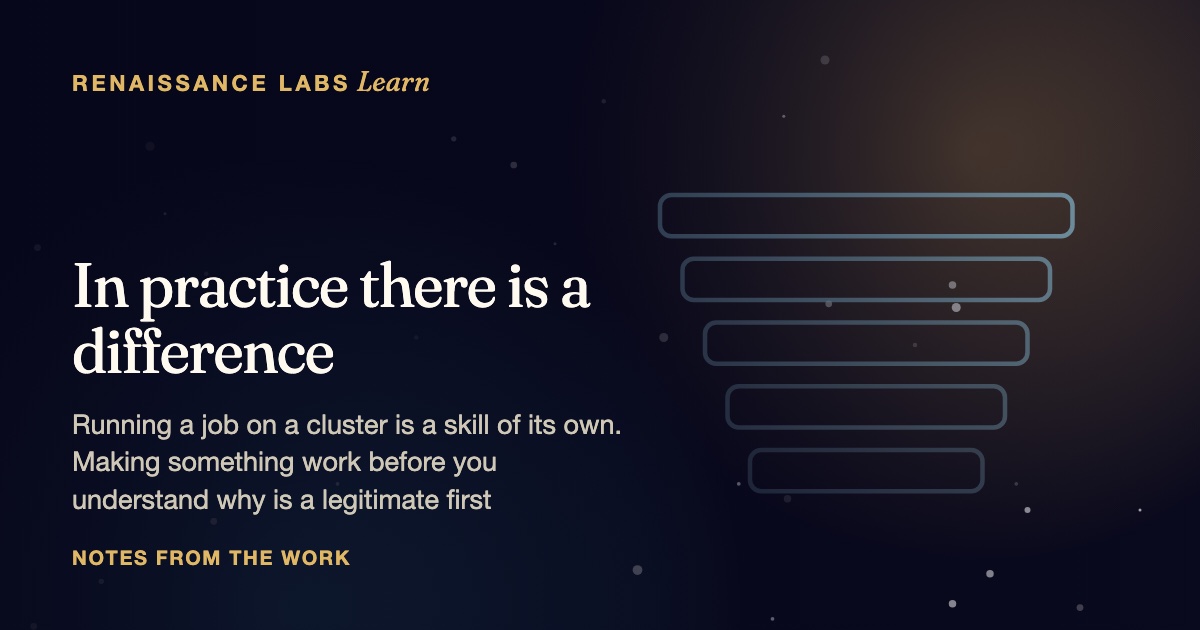 RENAISSANCE LABS Learn
In practice there is a
difference
Running a job on a cluster is a skill of its own.
Making something work before you
understand why is a legitimate first
NOTES FROM THE WORK